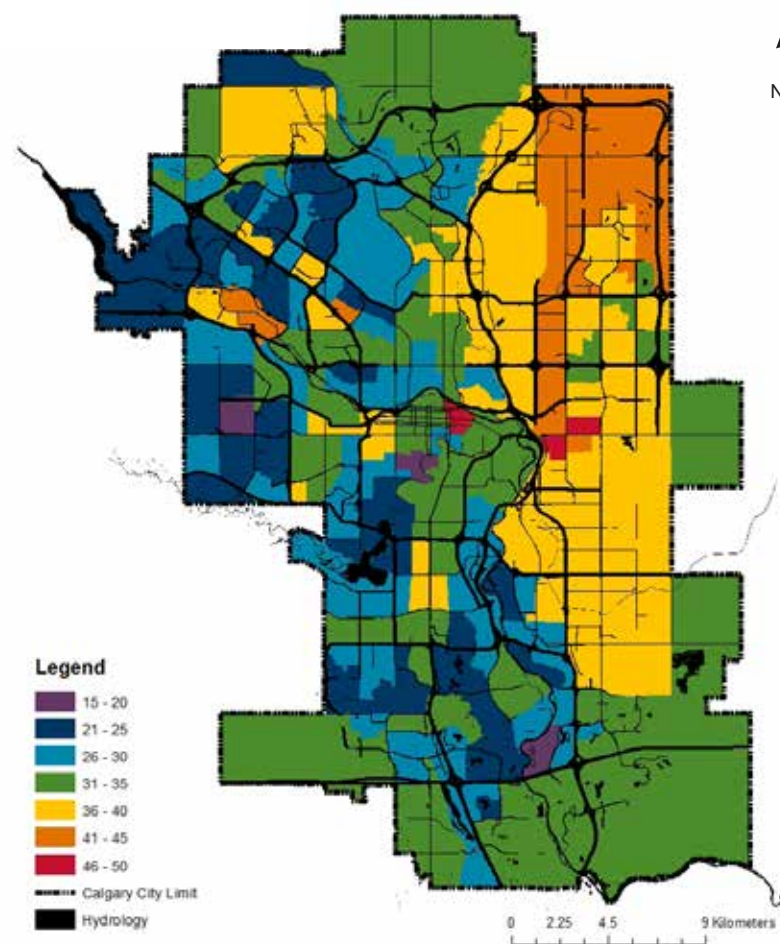 N
Legend
15 - 20
21 - 25
26 - 30
31 - 35
36 - 40
41 - 45
46 - 50
Calgary City Limit
Hydrology
0 2.25 4.5 9 Kilometers